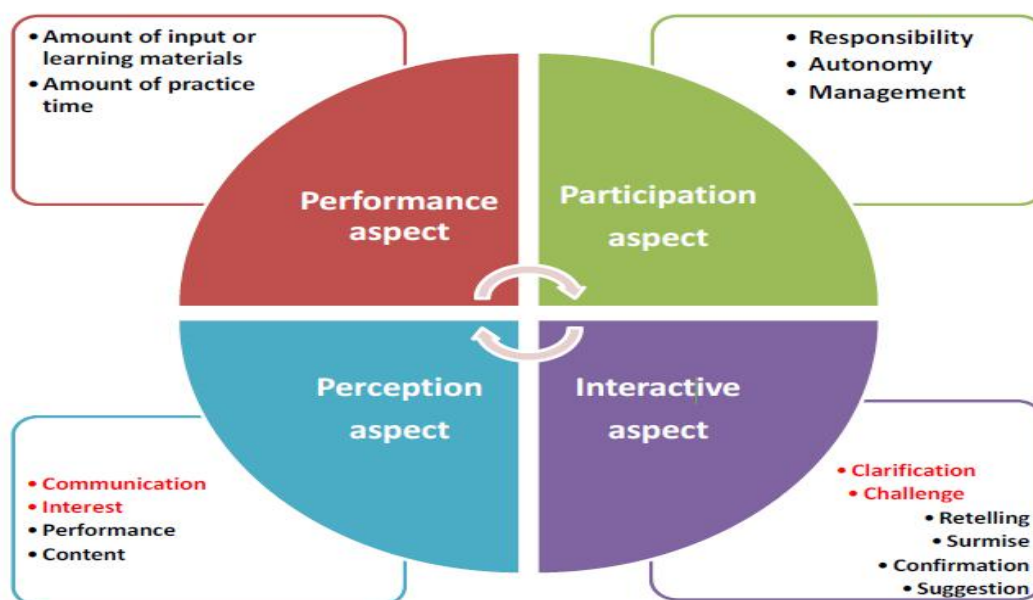 • Amount of input or
learning materials
• Amount of practice
time
• Responsibility
• Autonomy
• Management
Performance
aspect
Participation
aspect
Perception
aspect
Interactive
aspect
• Communication
• Interest
• Performance
• Content
• Clarification
• Challenge
• Retelling
• Surmise
• Confirmation
• Suggestion